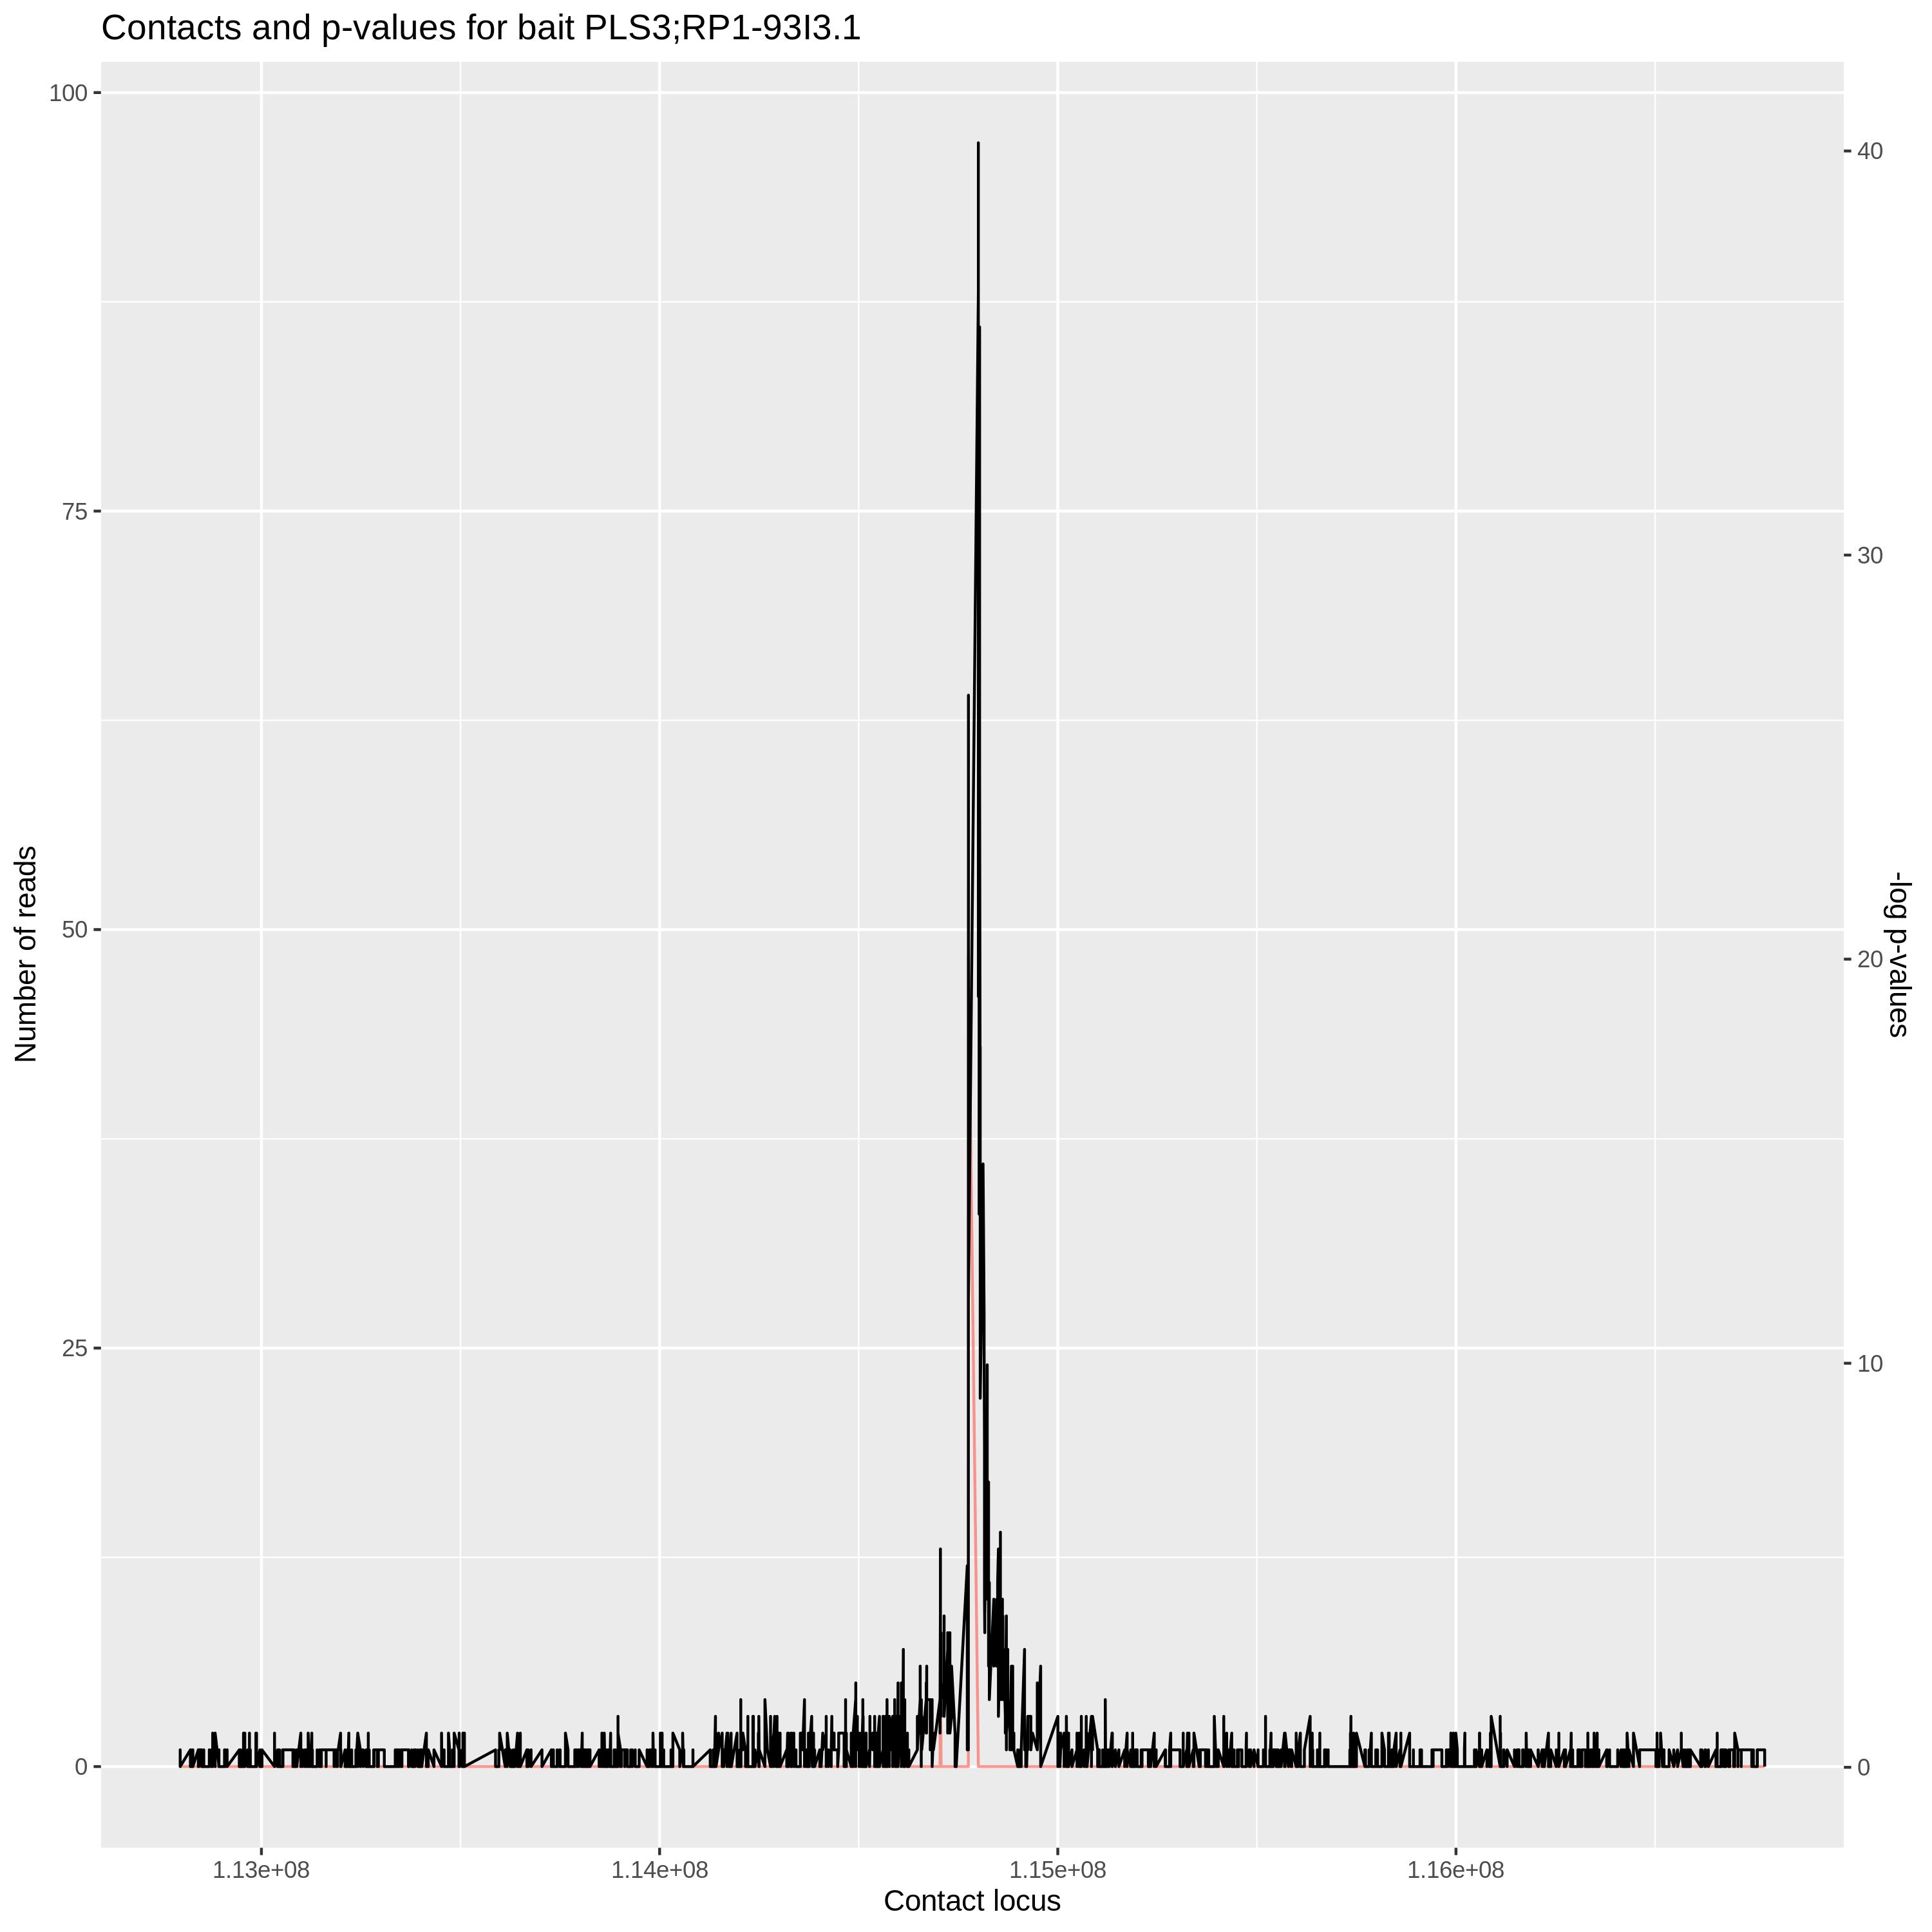 Contacts and p-values for bait PLS3;RP1-93I3.1
100
75
50
25
0
40
30
20
10
0
Number of reads
-log p-values
1.13e+08
1.14e+08
1.15e+08
1.16e+08
Contact locus